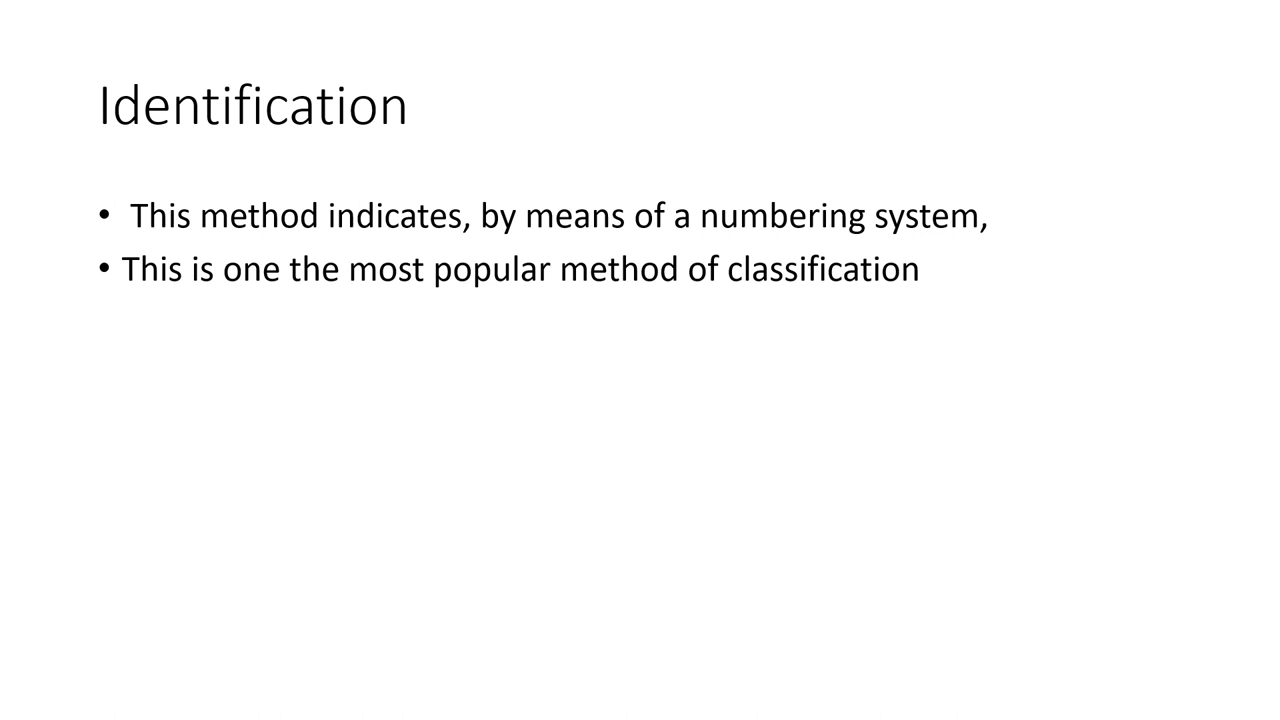 Identification
• This method indicates, by means of a numbering system,
• This is one the most popular method of classification